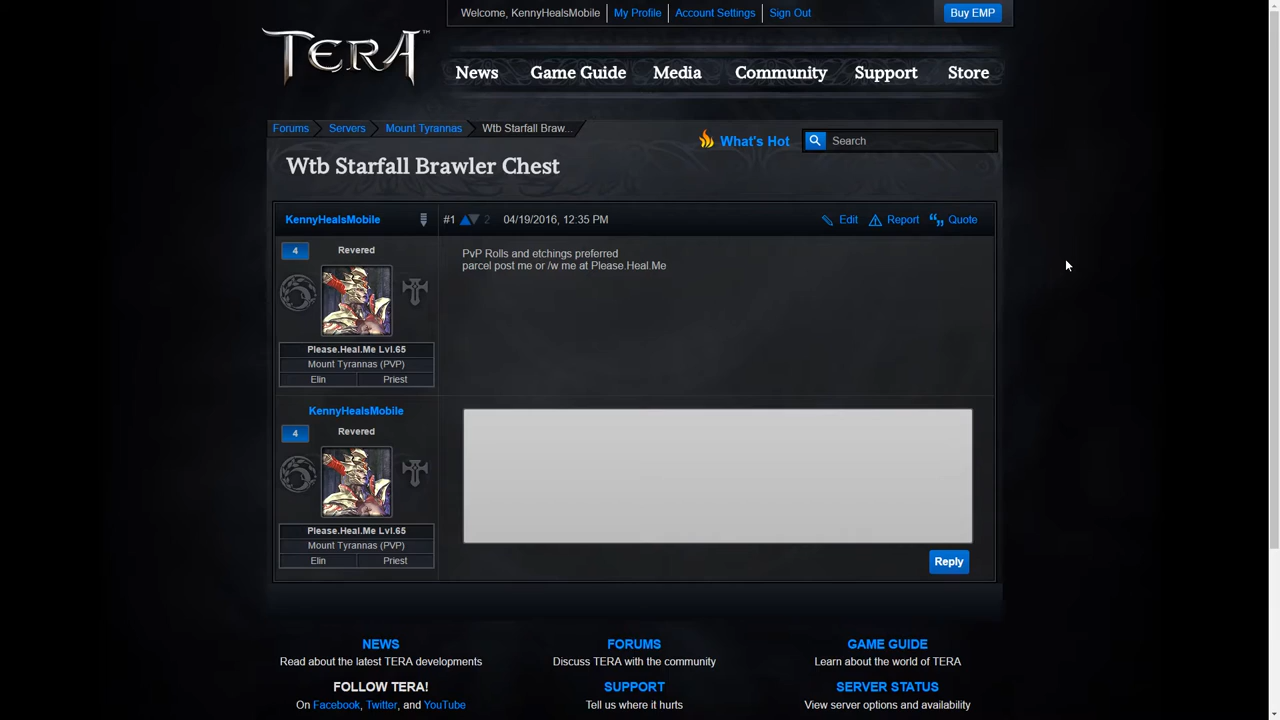 Welcome, KennyHealsMobile My Profile Account Settings Sign Out Buy EMP
TERA™
News Game Guide Media Community Support Store
Forums Servers Mount Tyrannas Wtb Starfall Braw...
What's Hot Search
Wtb Starfall Brawler Chest
KennyHealsMobile #1 2 04/19/2016, 12:35 PM Edit Report Quote
4 Revered
PvP Rolls and etchings preferred
parcel post me or /w me at Please.Heal.Me
Please.Heal.Me Lvl.65
Mount Tyrannas (PVP)
Elin Priest
KennyHealsMobile
4 Revered
Please.Heal.Me Lvl.65
Mount Tyrannas (PVP)
Elin Priest
Reply
NEWS FORUMS GAME GUIDE
Read about the latest TERA developments Discuss TERA with the community Learn about the world of TERA
FOLLOW TERA! SUPPORT SERVER STATUS
On Facebook, Twitter, and YouTube Tell us where it hurts View server options and availability